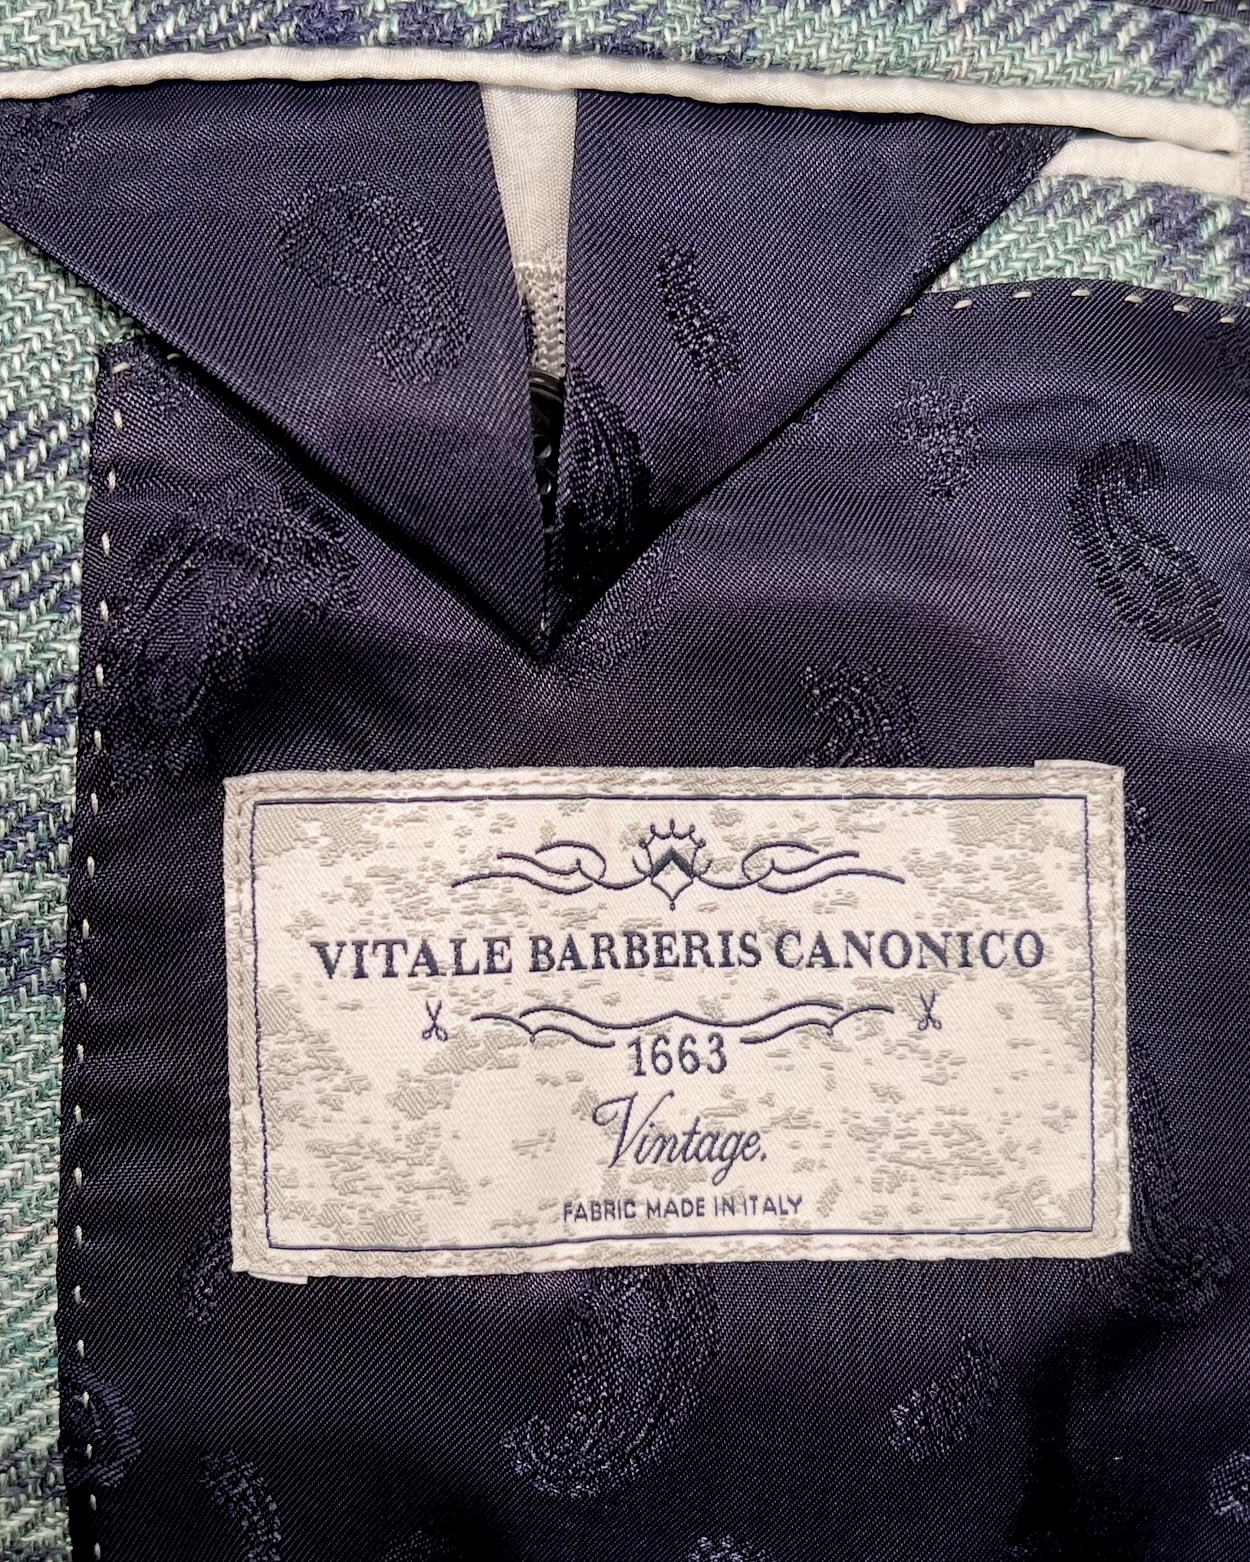 VITALE BARBERIS CANONICO
1663
Vintage.
FABRIC MADE IN ITALY